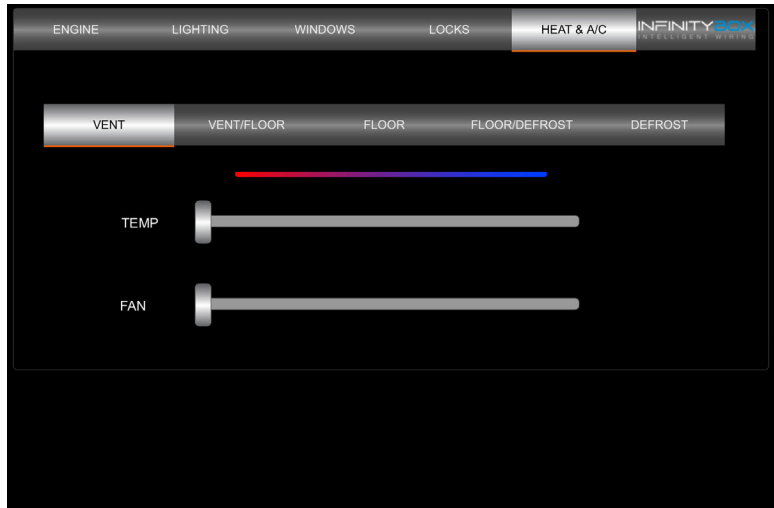 ENGINE LIGHTING WINDOWS LOCKS HEAT & A/C INFINITYBOX
INTELLIGENT WIRING
VENT VENT/FLOOR FLOOR FLOOR/DEFROST DEFROST
TEMP
FAN